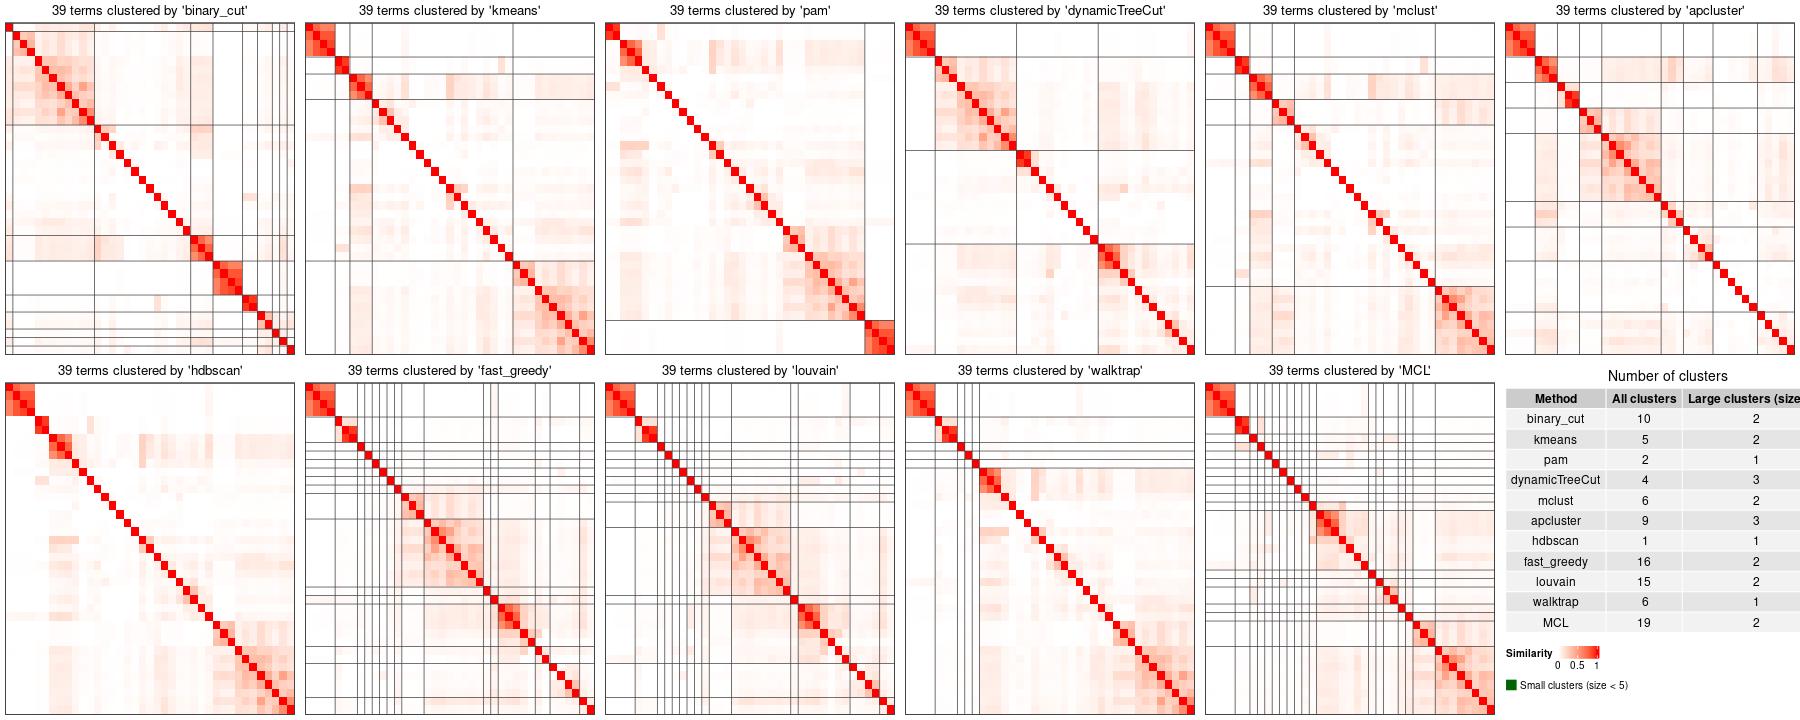 39 terms clustered by 'binary_cut'
39 terms clustered by 'kmeans'
39 terms clustered by 'pam'
39 terms clustered by 'dynamicTreeCut'
39 terms clustered by 'mclust'
39 terms clustered by 'apcluster'
39 terms clustered by 'hdbscan'
39 terms clustered by 'fast_greedy'
39 terms clustered by 'louvain'
39 terms clustered by 'walktrap'
39 terms clustered by 'MCL'
Number of clusters
Method All clusters Large clusters (size
binary_cut 10 2
kmeans 5 2
pam 2 1
dynamicTreeCut 4 3
mclust 6 2
apcluster 9 3
hdbscan 1 1
fast_greedy 16 2
louvain 15 2
walktrap 6 1
MCL 19 2
Similarity
0 0.5 1
Small clusters (size < 5)